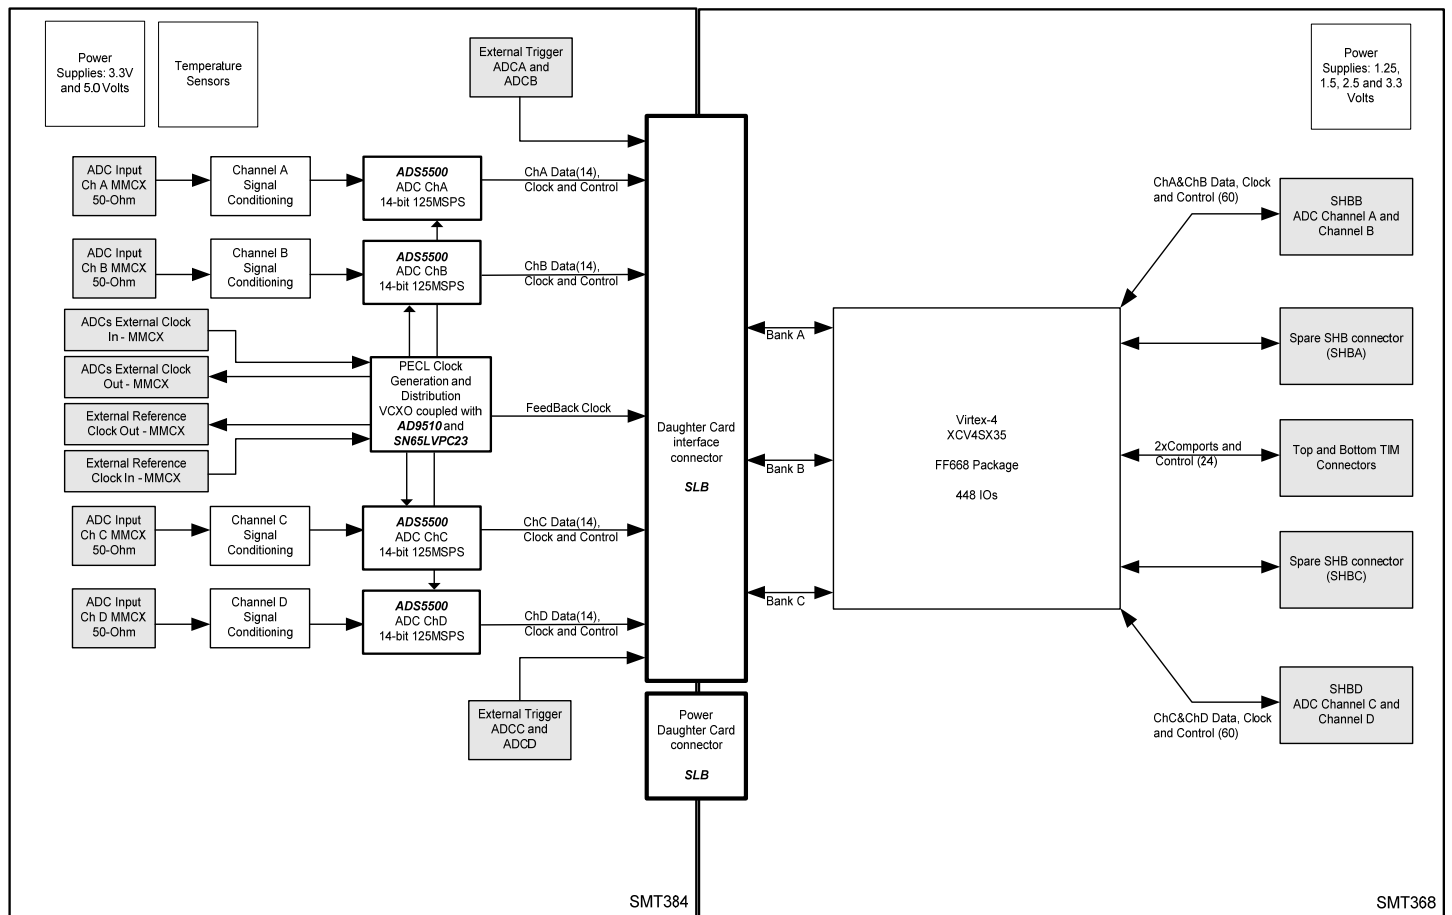 Power
Supplies: 3.3V
and 5.0 Volts
Temperature
Sensors
External Trigger
ADCA and
ADCB
Power
Supplies: 1.25,
1.5, 2.5 and 3.3
Volts
ADC Input
Ch A MMCX
50-Ohm
Channel A
Signal
Conditioning
ADS5500
ADC ChA
14-bit 125MSPS
ChA Data(14),
Clock and Control
ADC Input
Ch B MMCX
50-Ohm
Channel B
Signal
Conditioning
ADS5500
ADC ChB
14-bit 125MSPS
ChB Data(14),
Clock and Control
ADCs External Clock
In - MMCX
ADCs External Clock
Out - MMCX
External Reference
Clock Out - MMCX
External Reference
Clock In - MMCX
PECL Clock
Generation and
Distribution
VCXO coupled with
AD9510 and
SN65LVPC23
FeedBack Clock
ADC Input
Ch C MMCX
50-Ohm
Channel C
Signal
Conditioning
ADS5500
ADC ChC
14-bit 125MSPS
ChC Data(14),
Clock and Control
ADC Input
Ch D MMCX
50-Ohm
Channel D
Signal
Conditioning
ADS5500
ADC ChD
14-bit 125MSPS
ChD Data(14),
Clock and Control
External Trigger
ADCC and
ADCD
Daughter Card
interface
connector
SLB
Power
Daughter Card
connector
SLB
Bank A
Bank B
Bank C
Virtex-4
XCV4SX35
FF668 Package
448 IOs
ChA&ChB Data, Clock
and Control (60)
SHBB
ADC Channel A and
Channel B
Spare SHB connector
(SHBA)
2xComports and
Control (24)
Top and Bottom TIM
Connectors
Spare SHB connector
(SHBC)
ChC&ChD Data, Clock
and Control (60)
SHBD
ADC Channel C and
Channel D
SMT384
SMT368